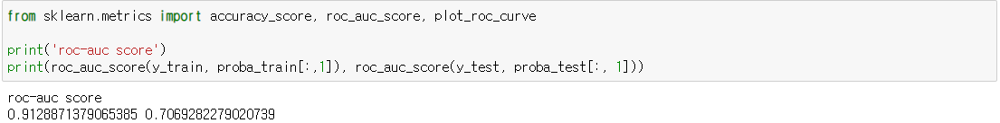 from sklearn.metrics import accuracy_score, roc_auc_score, plot_roc_curve
print('roc-auc score')
print(roc_auc_score(y_train, proba_train[:,1]), roc_auc_score(y_test, proba_test[:, 1]))
roc-auc score
0.9128871379065385 0.7069282279020739